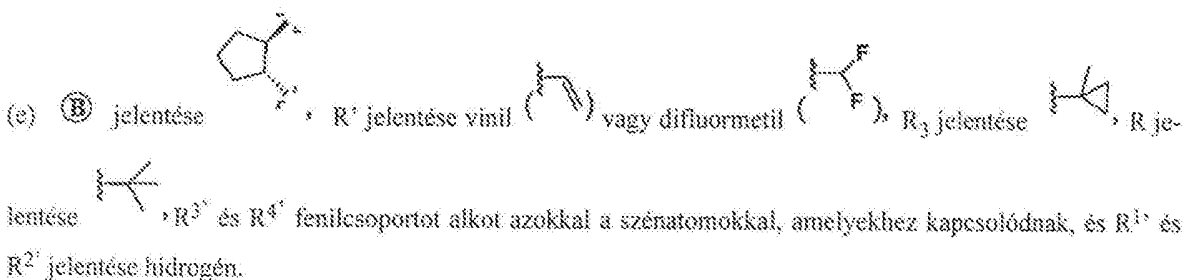 (e) Ⓑ jelentése , R' jelentése vinil ( ) vagy difluormetil ( F F ), R₃ jelentése , R je-
lentése , R³' és R⁴' fenilcsoportot alkot azokkal a szénatomokkal, amelyekhez kapcsolódnak, és R¹' és
R²' jelentése hidrogén.